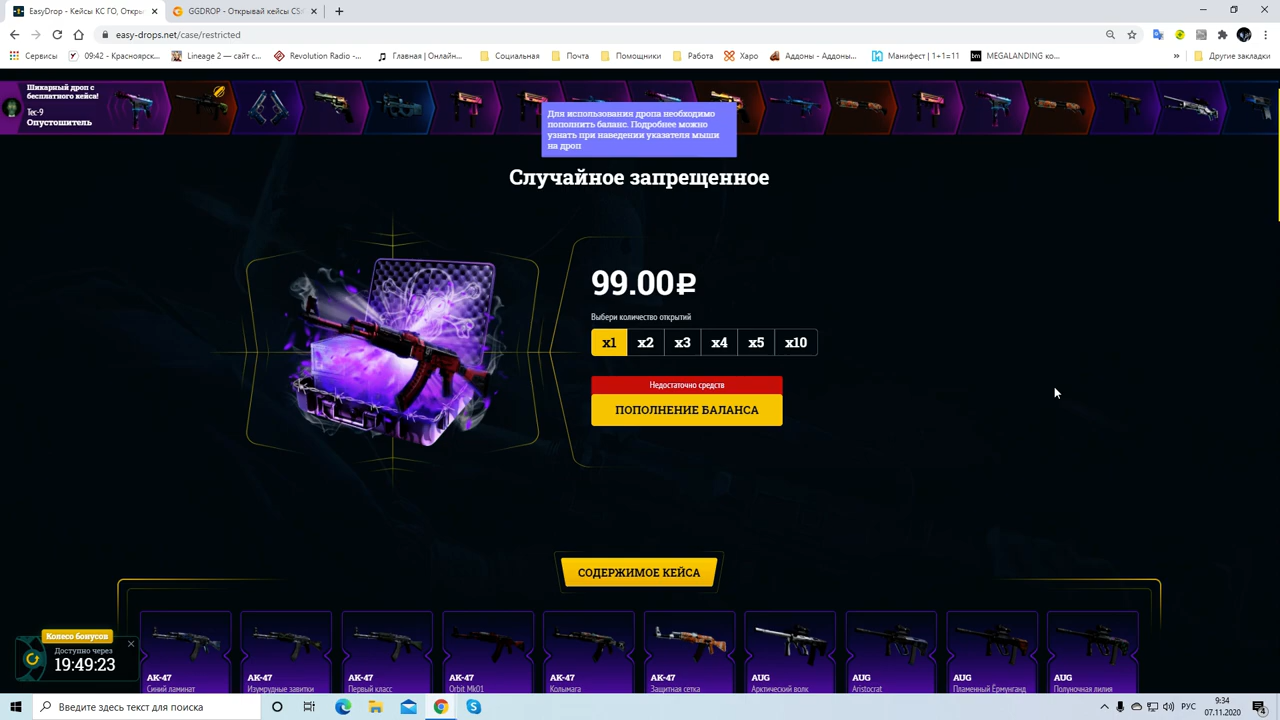 EasyDrop - Кейсы КС ГО, Откры
GGDROP - Открывай кейсы CS
easy-drops.net/case/restricted
Сервисы
09:42 - Красноярск...
Lineage 2 — сайт с...
Revolution Radio -...
Главная | Онлайн...
Социальная
Почта
Помощники
Работа
Харо
Аддоны - Аддоны...
Манифест | 1+1=11
bm
MEGALANDING ко...
»
Другие закладки
Шикарный дроп с
бесплатного кейса!
Tec-9
Опустошитель
Для использования дропа необходимо
пополнить баланс. Подробнее можно
узнать при наведении указателя мыши
на дроп
Случайное запрещенное
99.00₽
Выбери количество открытий
x1 x2 x3 x4 x5 x10
Недостаточно средств
ПОПОЛНЕНИЕ БАЛАНСА
СОДЕРЖИМОЕ КЕЙСА
Колесо бонусов
Доступно через
19:49:23
AK-47
Синий ламинат
AK-47
Изумрудные завитки
AK-47
Первый класс
AK-47
Orbit Mk01
AK-47
Колымага
AK-47
Защитная сетка
AUG
Арктический волк
AUG
Aristocrat
AUG
Пламенный Ёрмунганд
AUG
Полуночная лилия
Введите здесь текст для поиска
РУС
9:34
07.11.2020
4